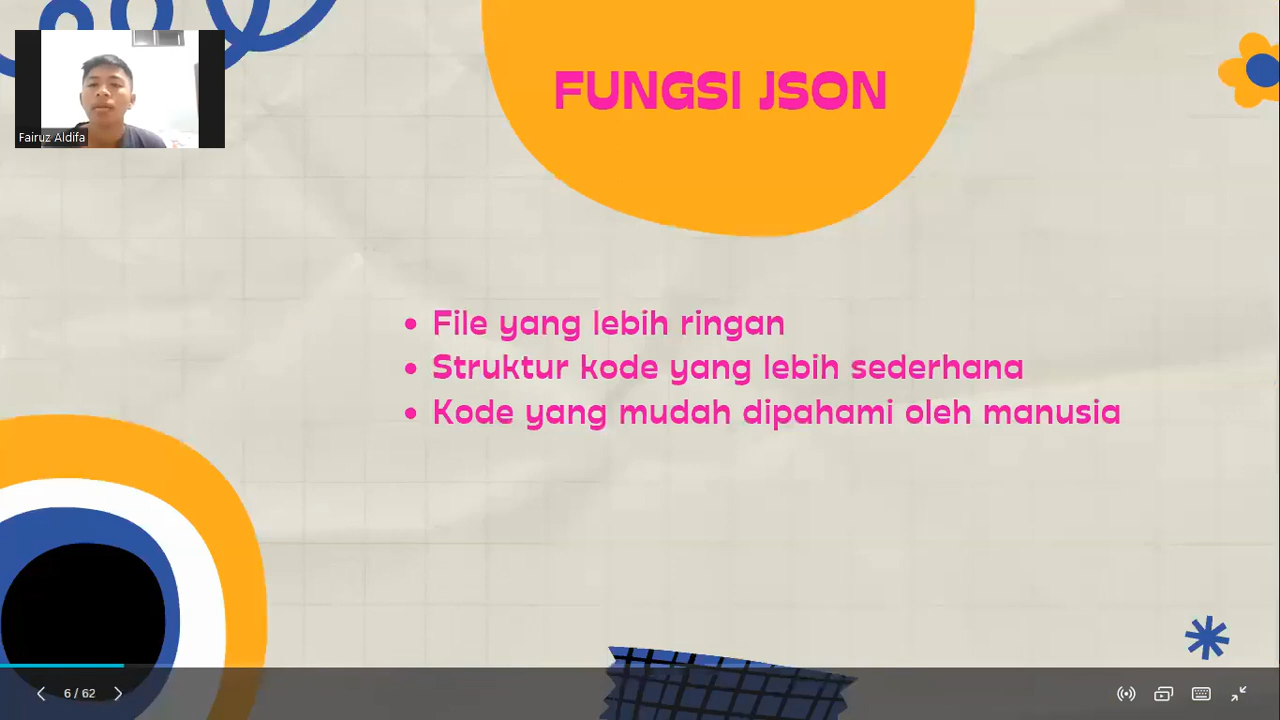 FUNGSI JSON
Fairuz Aldifa
File yang lebih ringan
Struktur kode yang lebih sederhana
Kode yang mudah dipahami oleh manusia
6 / 62